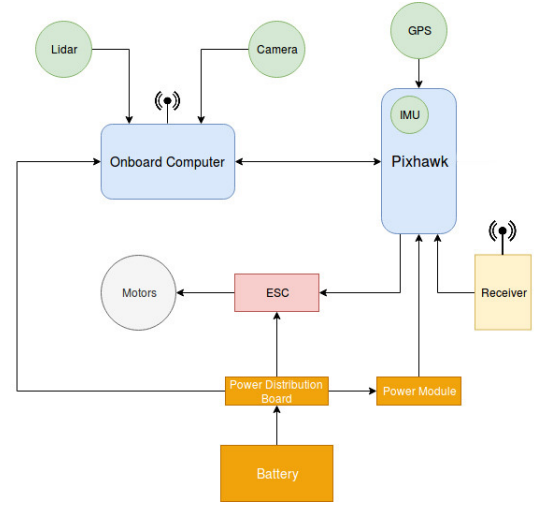 Lidar
Camera
GPS
IMU
Onboard Computer
Pixhawk
Motors
ESC
Receiver
Power Distribution
Board
Power Module
Battery